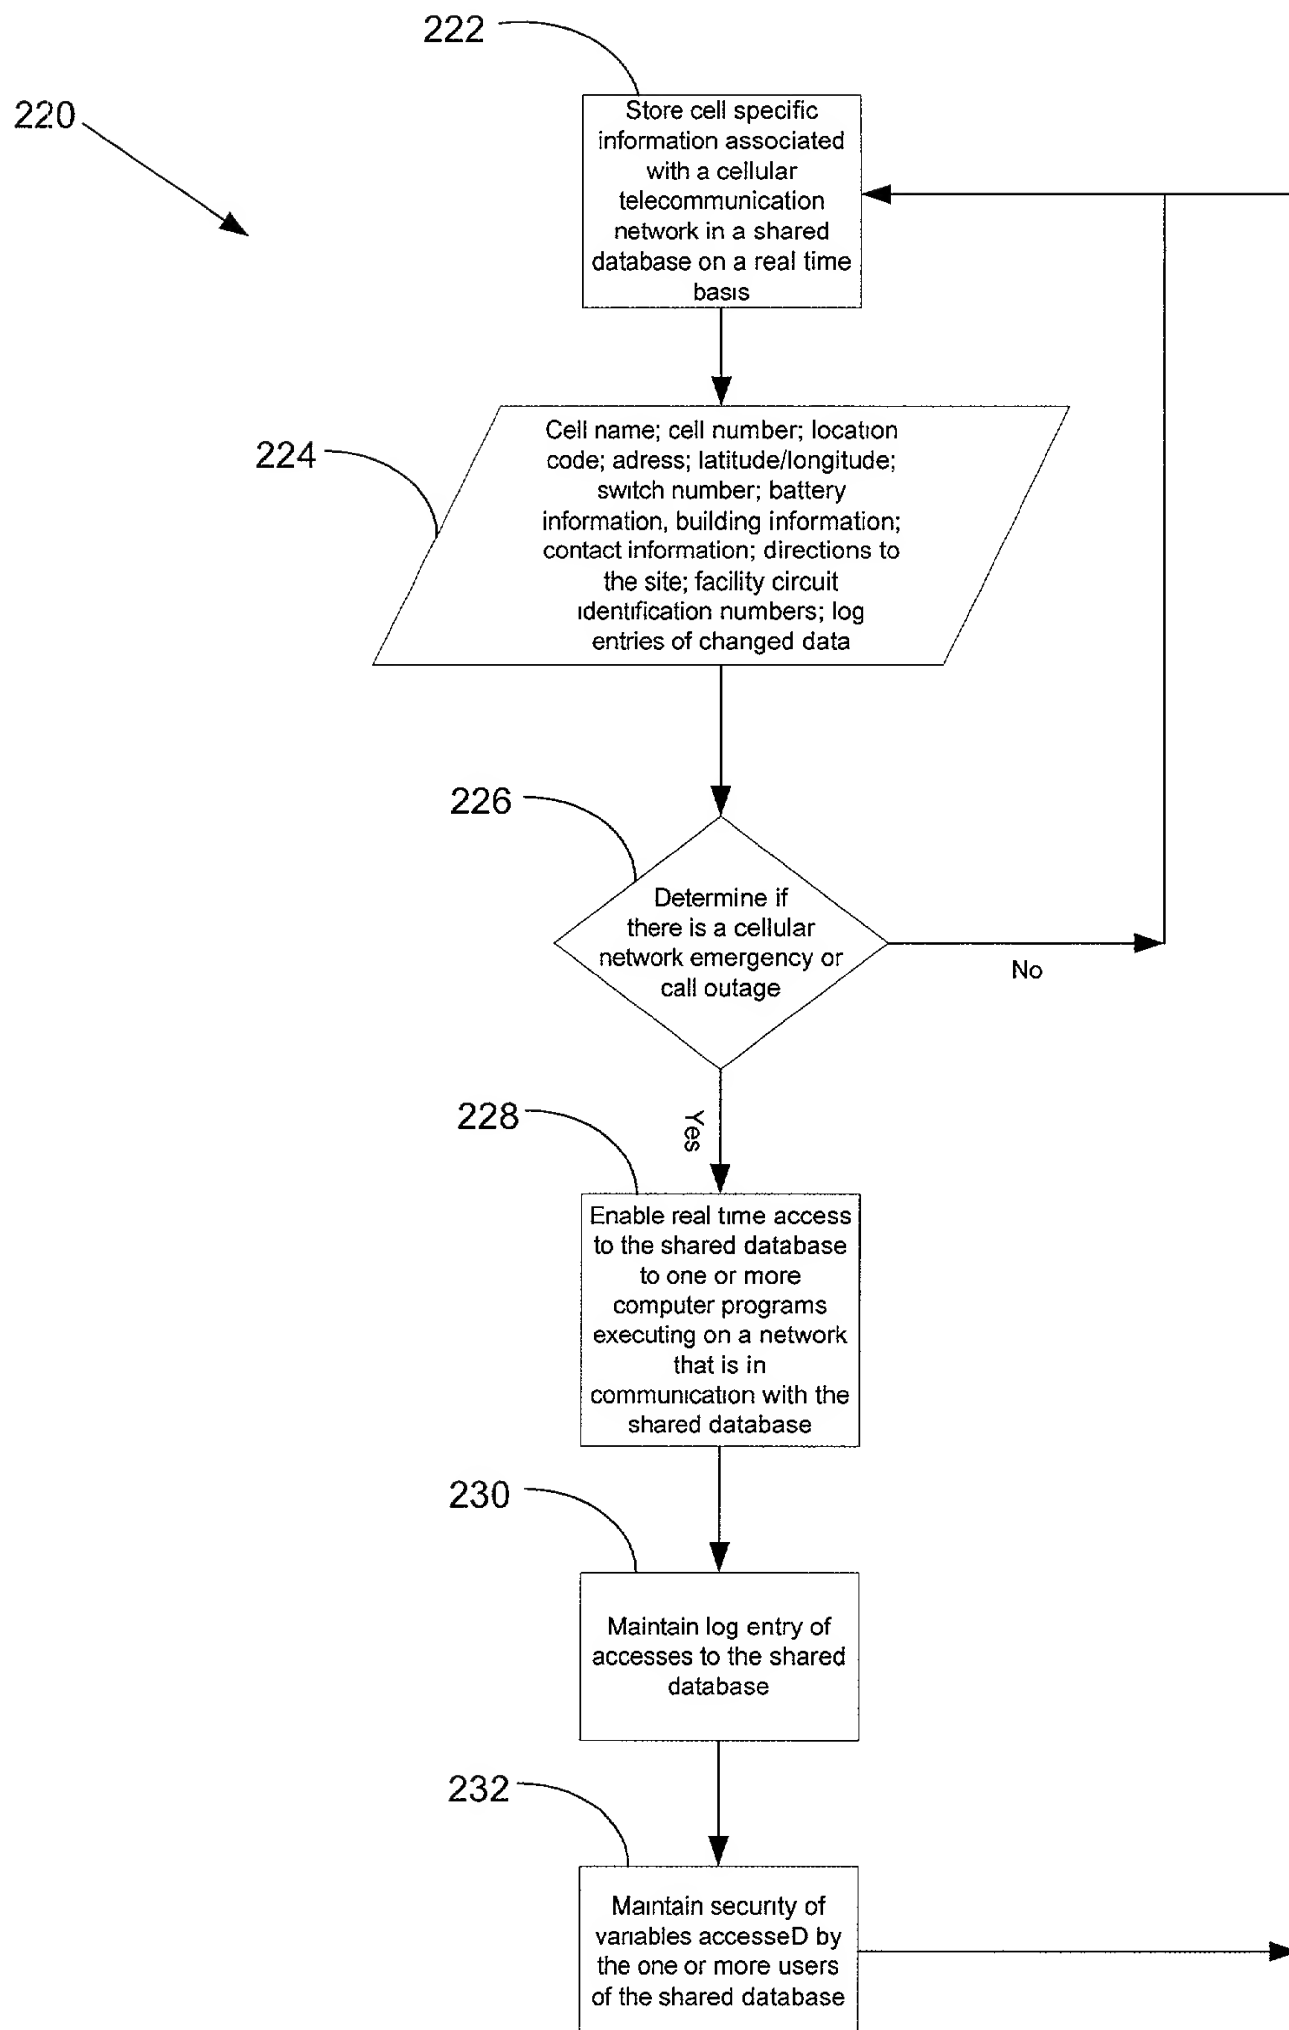 222
220
Store cell specific
information associated
with a cellular
telecommunication
network in a shared
database on a real time
basis
224
Cell name; cell number; location
code; adress; latitude/longitude;
switch number; battery
information, building information;
contact information; directions to
the site; facility circuit
identification numbers; log
entries of changed data
226
Determine if
there is a cellular
network emergency or
call outage
No
Yes
228
Enable real time access
to the shared database
to one or more
computer programs
executing on a network
that is in
communication with the
shared database
230
Maintain log entry of
accesses to the shared
database
232
Maintain security of
variables accesseD by
the one or more users
of the shared database